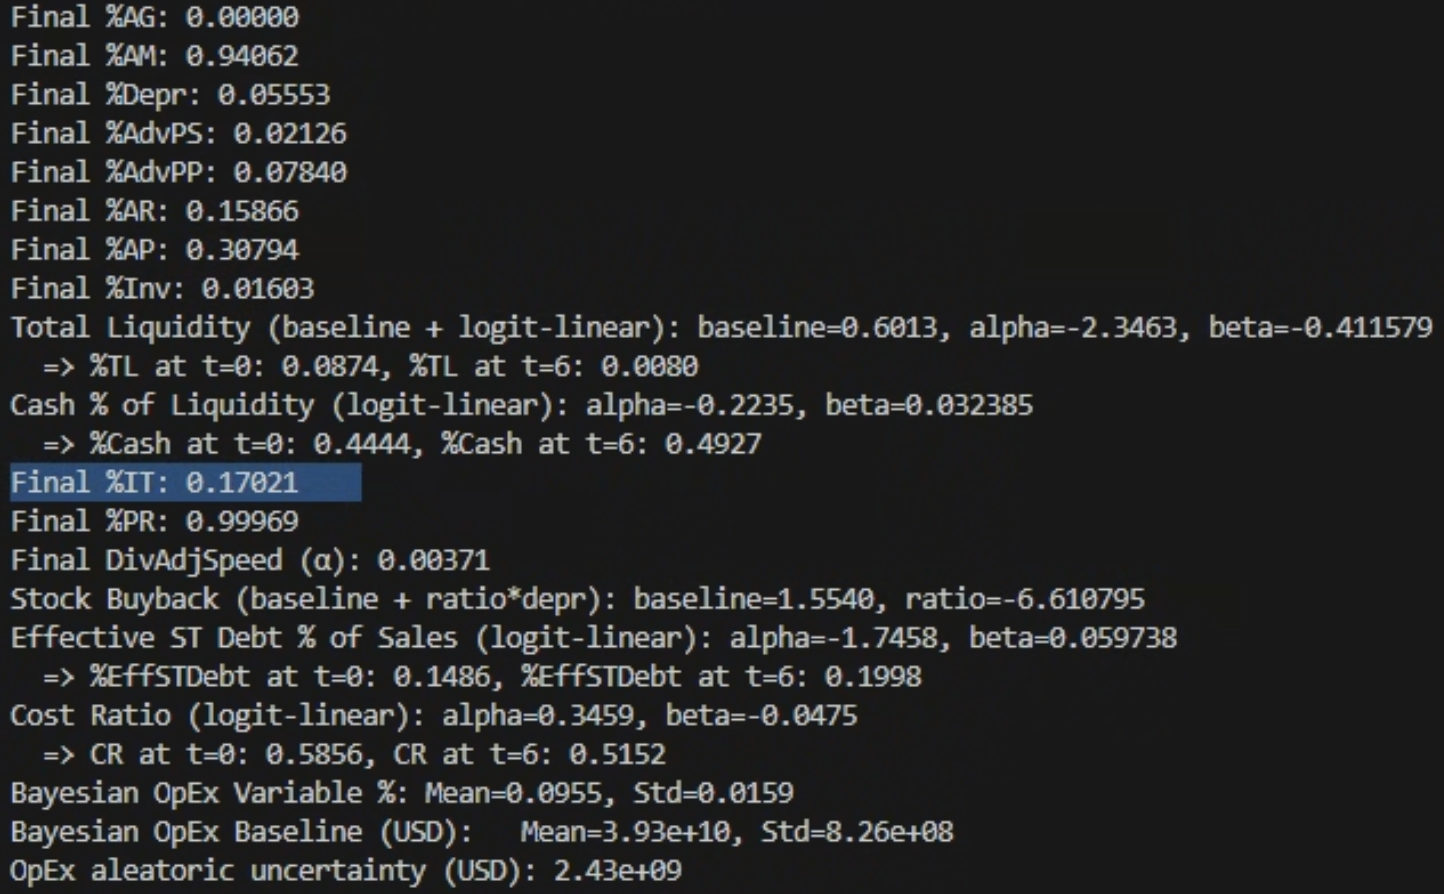 Final %AG: 0.00000
Final %AM: 0.94062
Final %Depr: 0.05553
Final %AdvPS: 0.02126
Final %AdvPP: 0.07840
Final %AR: 0.15866
Final %AP: 0.30794
Final %Inv: 0.01603
Total Liquidity (baseline + logit-linear): baseline=0.6013, alpha=-2.3463, beta=-0.411579
  => %TL at t=0: 0.0874, %TL at t=6: 0.0080
Cash % of Liquidity (logit-linear): alpha=-0.2235, beta=0.032385
  => %Cash at t=0: 0.4444, %Cash at t=6: 0.4927
Final %IT: 0.17021
Final %PR: 0.99969
Final DivAdjSpeed (α): 0.00371
Stock Buyback (baseline + ratio*depr): baseline=1.5540, ratio=-6.610795
Effective ST Debt % of Sales (logit-linear): alpha=-1.7458, beta=0.059738
  => %EffSTDebt at t=0: 0.1486, %EffSTDebt at t=6: 0.1998
Cost Ratio (logit-linear): alpha=0.3459, beta=-0.0475
  => CR at t=0: 0.5856, CR at t=6: 0.5152
Bayesian OpEx Variable %: Mean=0.0955, Std=0.0159
Bayesian OpEx Baseline (USD):   Mean=3.93e+10, Std=8.26e+08
OpEx aleatoric uncertainty (USD): 2.43e+09